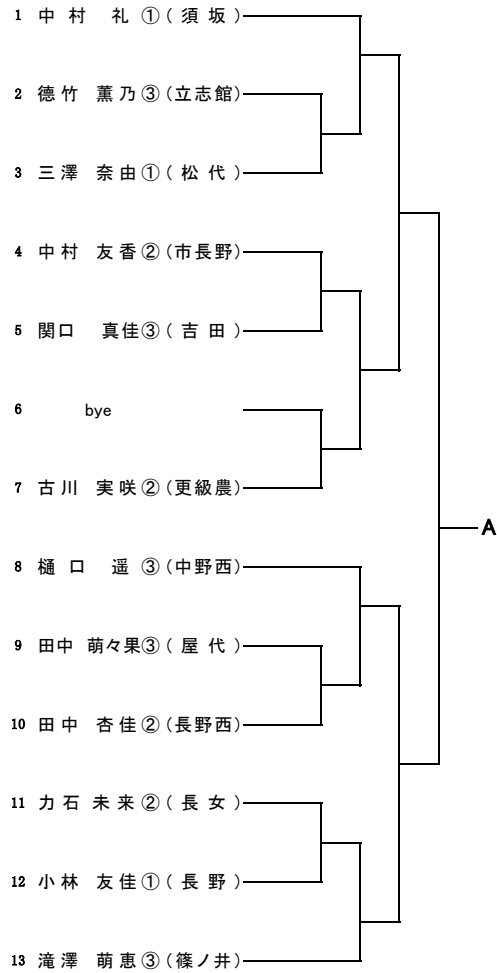 1 中村 礼 ①(須坂)
2 德竹 薫乃③(立志館)
3 三澤 奈由①(松代)
4 中村 友香②(市長野)
5 関口 真佳③(吉田)
6 bye
7 古川 実咲②(更級農)
8 樋口 遥 ③(中野西)
9 田中 萌々果③(屋代)
10 田中 杏佳②(長野西)
11 力石 未来②(長女)
12 小林 友佳①(長野)
13 滝澤 萌恵③(篠ノ井)
A